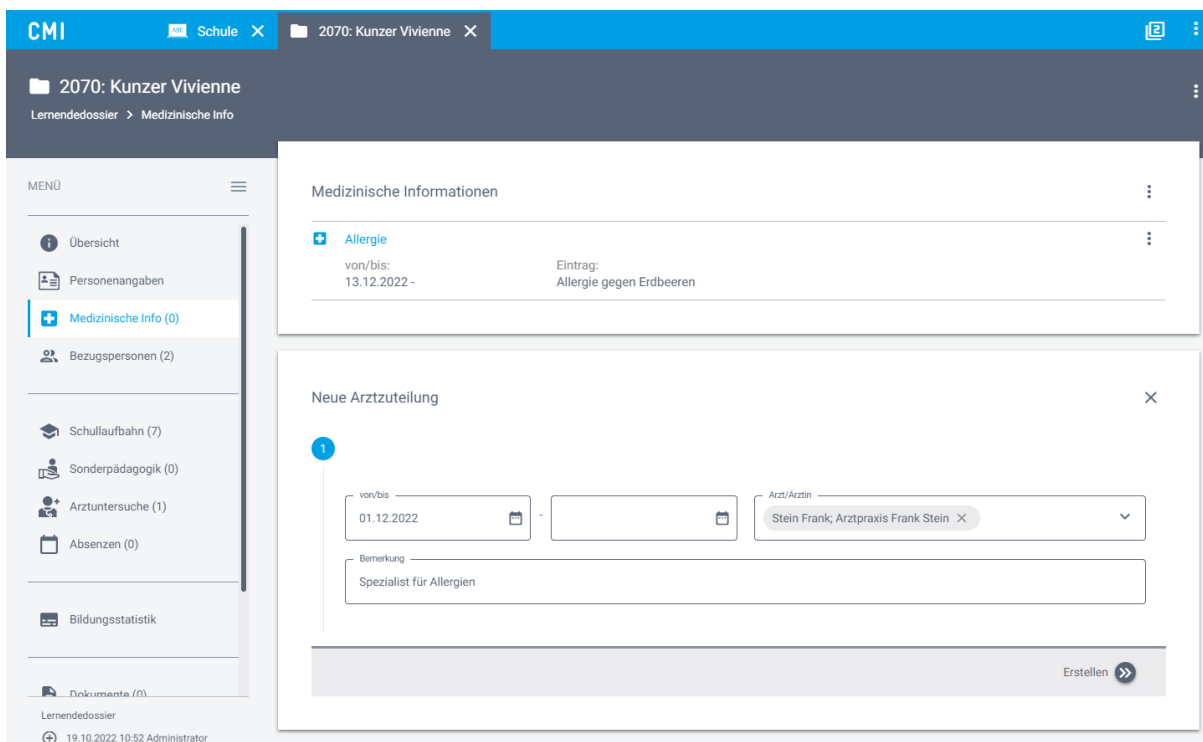 CMI
ABC Schule
2070: Kunzer Vivienne
2
2070: Kunzer Vivienne
Lernendedossier > Medizinische Info
MENÜ
Übersicht
Personenangaben
Medizinische Info (0)
Bezugspersonen (2)
Schullaufbahn (7)
Sonderpädagogik (0)
Arztuntersuche (1)
Absenzen (0)
Bildungsstatistik
Dokumente (0)
Lernendedossier
19.10.2022 10:52 Administrator
Medizinische Informationen
Allergie
von/bis: Eintrag:
13.12.2022 - Allergie gegen Erdbeeren
Neue Arztzuteilung
1
von/bis Arzt/Arztin
01.12.2022 - Stein Frank; Arztpraxis Frank Stein
Bemerkung
Spezialist für Allergien
Erstellen